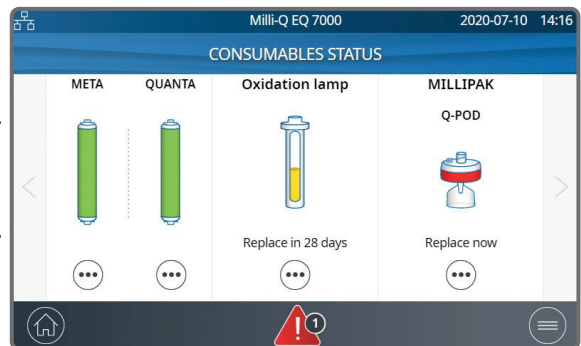 Milli-Q EQ 7000 2020-07-10 14:16
CONSUMABLES STATUS
META QUANTA Oxidation lamp MILLIPAK
Q-POD
Replace in 28 days Replace now
1